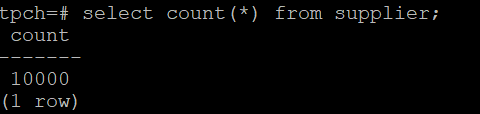 tpch=# select count(*) from supplier;
count
-------
10000
(1 row)